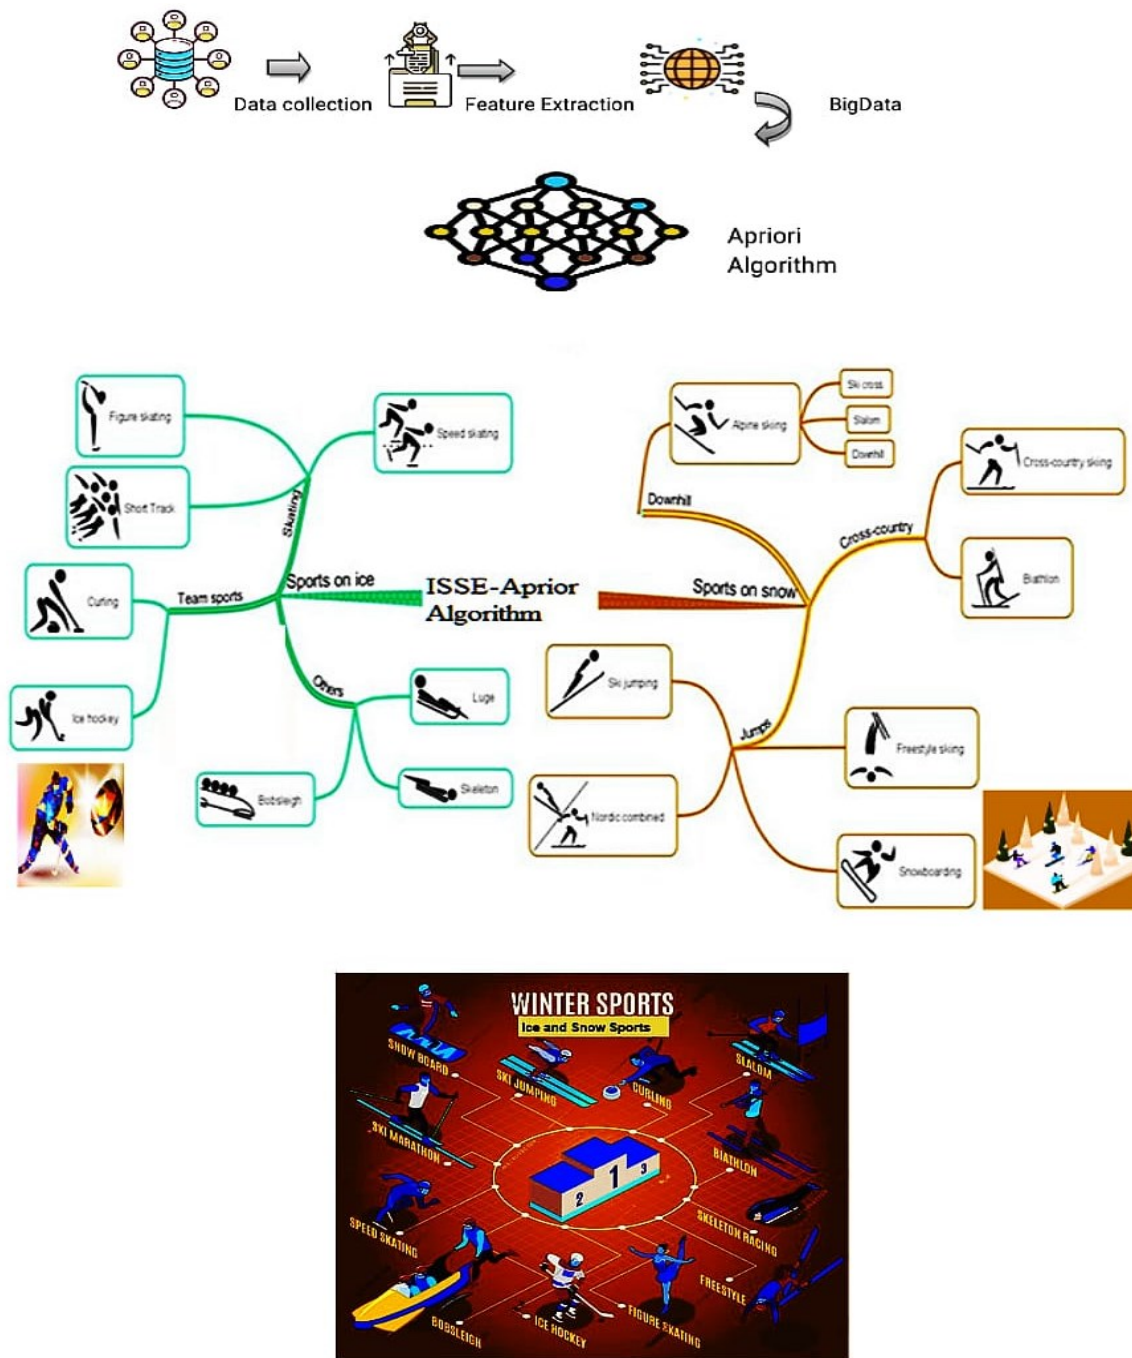 Data collection
Feature Extraction
BigData
Apriori
Algorithm
Figure skating
Speed skating
Short Track
Skating
Curling
Team sports
Sports on ice
Ice hockey
Others
Luge
Bobsleigh
Skeleton
ISSE-Aprior
Algorithm
Sports on snow
Alpine skiing
Ski cross
Slalom
Downhill
Downhill
Cross-country
Cross-country skiing
Biathlon
Ski jumping
Jumps
Freestyle skiing
Nordic combined
Snowboarding
WINTER SPORTS
Ice and Snow Sports
SNOW BOARD
SKI JUMPING
CURLING
SLALOM
SKI MARATHON
BIATHLON
1
2
3
SPEED SKATING
SKELETON RACING
BOBSLEIGH
ICE HOCKEY
FIGURE SKATING
FREESTYLE